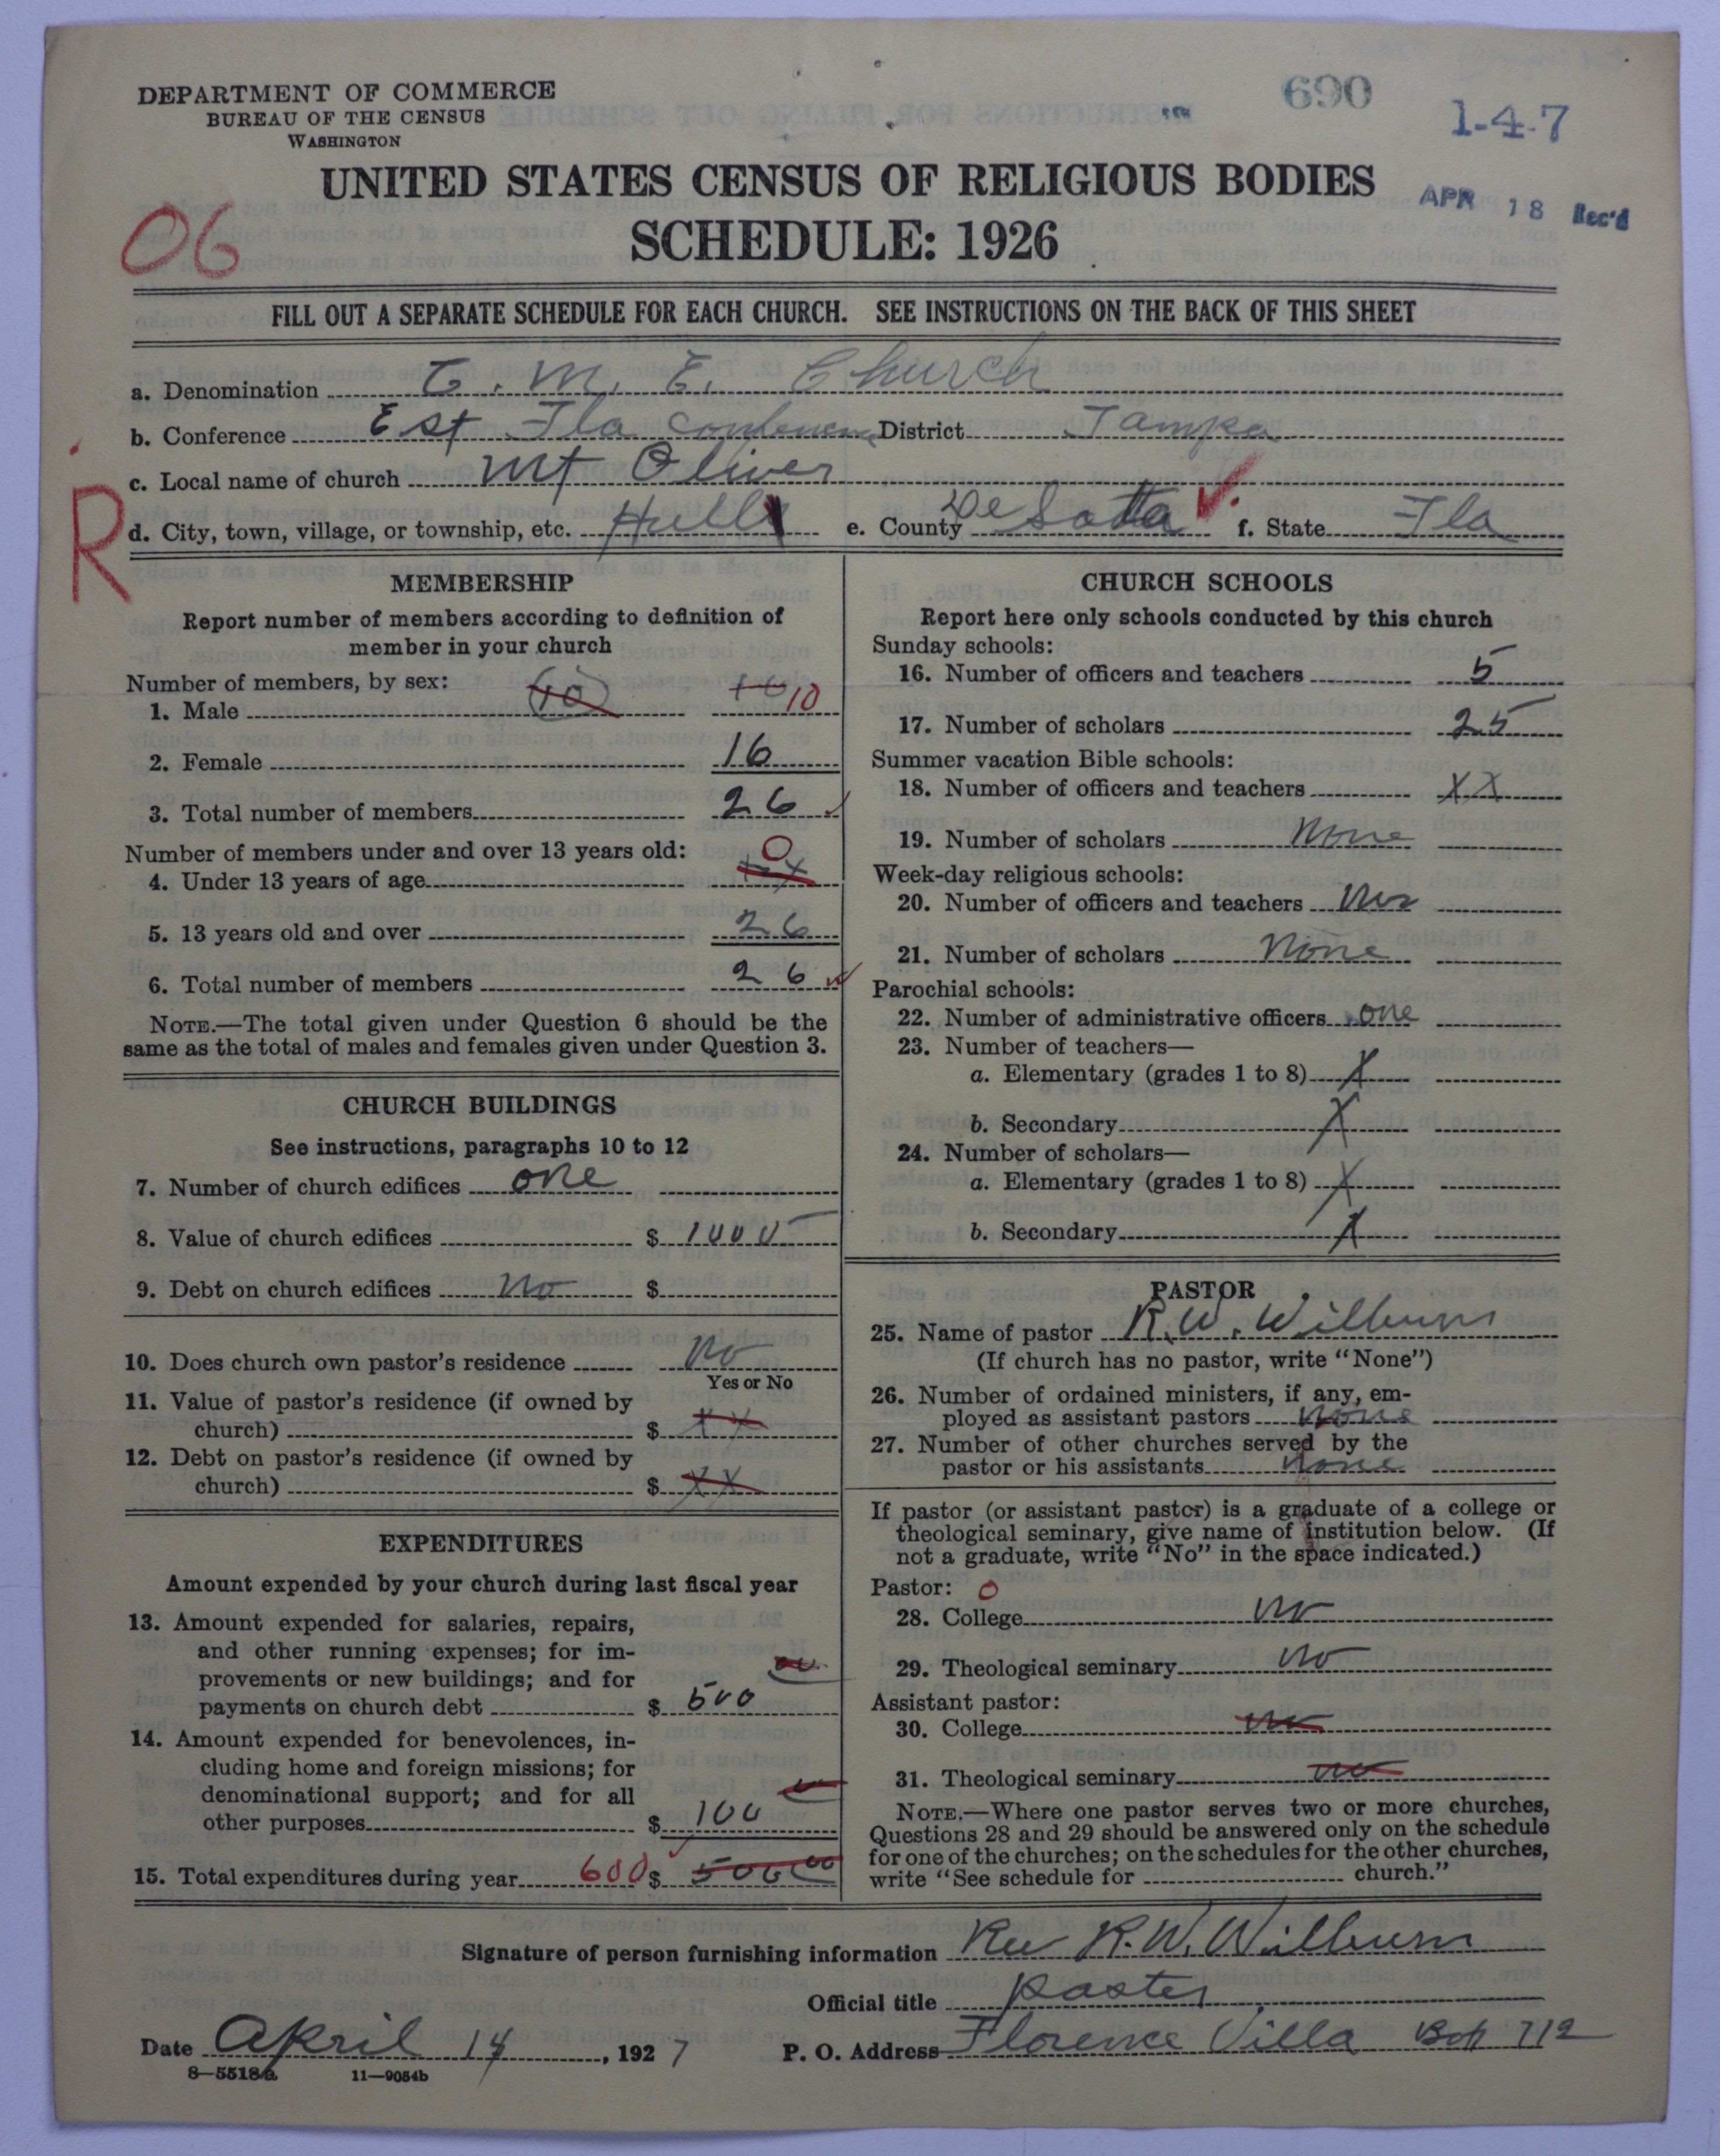 DEPARTMENT OF COMMERCE
BUREAU OF THE CENSUS
WASHINGTON
690
1-4-7
UNITED STATES CENSUS OF RELIGIOUS BODIES
SCHEDULE: 1926
APR 18 Rec'd
06
FILL OUT A SEPARATE SCHEDULE FOR EACH CHURCH. SEE INSTRUCTIONS ON THE BACK OF THIS SHEET
a. Denomination C. M. E. Church
b. Conference Est Fla Conference District Tampa
c. Local name of church Mt Oliver
R
d. City, town, village, or township, etc. Hull e. County De Sotta f. State Fla
MEMBERSHIP
Report number of members according to definition of
member in your church
Number of members, by sex:
1. Male 10 10 10
2. Female 16
3. Total number of members 26
Number of members under and over 13 years old:
4. Under 13 years of age 0
5. 13 years old and over 26
6. Total number of members 26
NOTE.—The total given under Question 6 should be the
same as the total of males and females given under Question 3.
CHURCH BUILDINGS
See instructions, paragraphs 10 to 12
7. Number of church edifices one
8. Value of church edifices $ 1000
9. Debt on church edifices No $
10. Does church own pastor's residence No
Yes or No
11. Value of pastor's residence (if owned by
church) $ XX
12. Debt on pastor's residence (if owned by
church) $ XX
EXPENDITURES
Amount expended by your church during last fiscal year
13. Amount expended for salaries, repairs,
and other running expenses; for im-
provements or new buildings; and for
payments on church debt $ 500
14. Amount expended for benevolences, in-
cluding home and foreign missions; for
denominational support; and for all
other purposes $ 100
15. Total expenditures during year 600 $ 500 00
CHURCH SCHOOLS
Report here only schools conducted by this church
Sunday schools:
16. Number of officers and teachers 5
17. Number of scholars 25
Summer vacation Bible schools:
18. Number of officers and teachers XX
19. Number of scholars None
Week-day religious schools:
20. Number of officers and teachers
21. Number of scholars None
Parochial schools:
22. Number of administrative officers one
23. Number of teachers—
a. Elementary (grades 1 to 8) X
b. Secondary X
24. Number of scholars—
a. Elementary (grades 1 to 8) X
b. Secondary X
PASTOR
25. Name of pastor R. W. Wilburn
(If church has no pastor, write "None")
26. Number of ordained ministers, if any, em-
ployed as assistant pastors None
27. Number of other churches served by the
pastor or his assistants None
If pastor (or assistant pastor) is a graduate of a college or
theological seminary, give name of institution below. (If
not a graduate, write "No" in the space indicated.)
Pastor: 0
28. College No
29. Theological seminary No
Assistant pastor:
30. College no
31. Theological seminary no
NOTE.—Where one pastor serves two or more churches,
Questions 28 and 29 should be answered only on the schedule
for one of the churches; on the schedules for the other churches,
write "See schedule for church."
Signature of person furnishing information Rev R. W. Wilburn
Official title Paster
Date April 14, 1927 P. O. Address Florence Villa Box 712
8—5518a 11—9054b